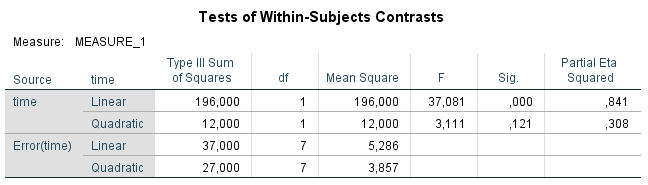 Tests of Within-Subjects Contrasts
Measure: MEASURE_1
Source time Type III Sum of Squares df Mean Square F Sig. Partial Eta Squared
time Linear 196,000 1 196,000 37,081 ,000 ,841
Quadratic 12,000 1 12,000 3,111 ,121 ,308
Error(time) Linear 37,000 7 5,286
Quadratic 27,000 7 3,857